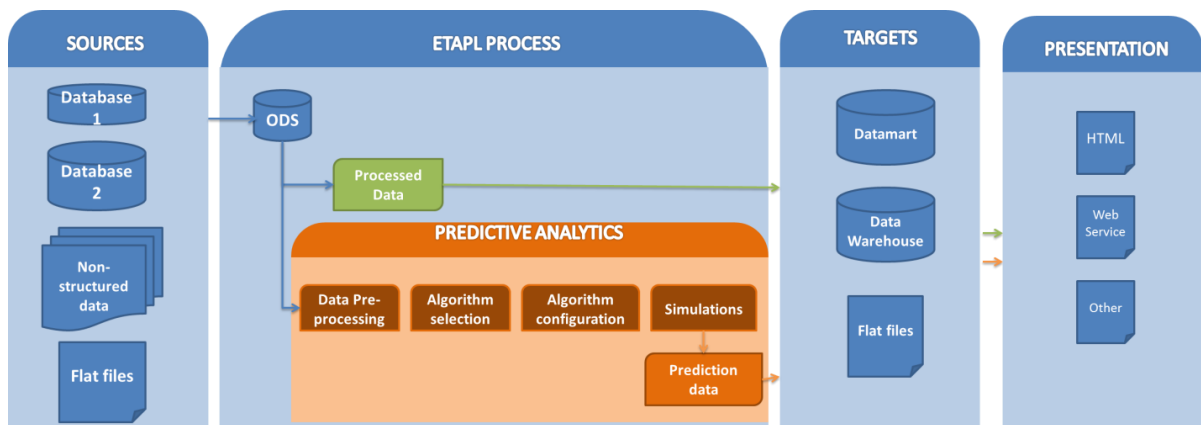 SOURCES
Database
1
Database
2
Non-
structured
data
Flat files
ETAPL PROCESS
ODS
Processed
Data
PREDICTIVE ANALYTICS
Data Pre-
processing
Algorithm
selection
Algorithm
configuration
Simulations
Prediction
data
TARGETS
Datamart
Data
Warehouse
Flat files
PRESENTATION
HTML
Web
Service
Other